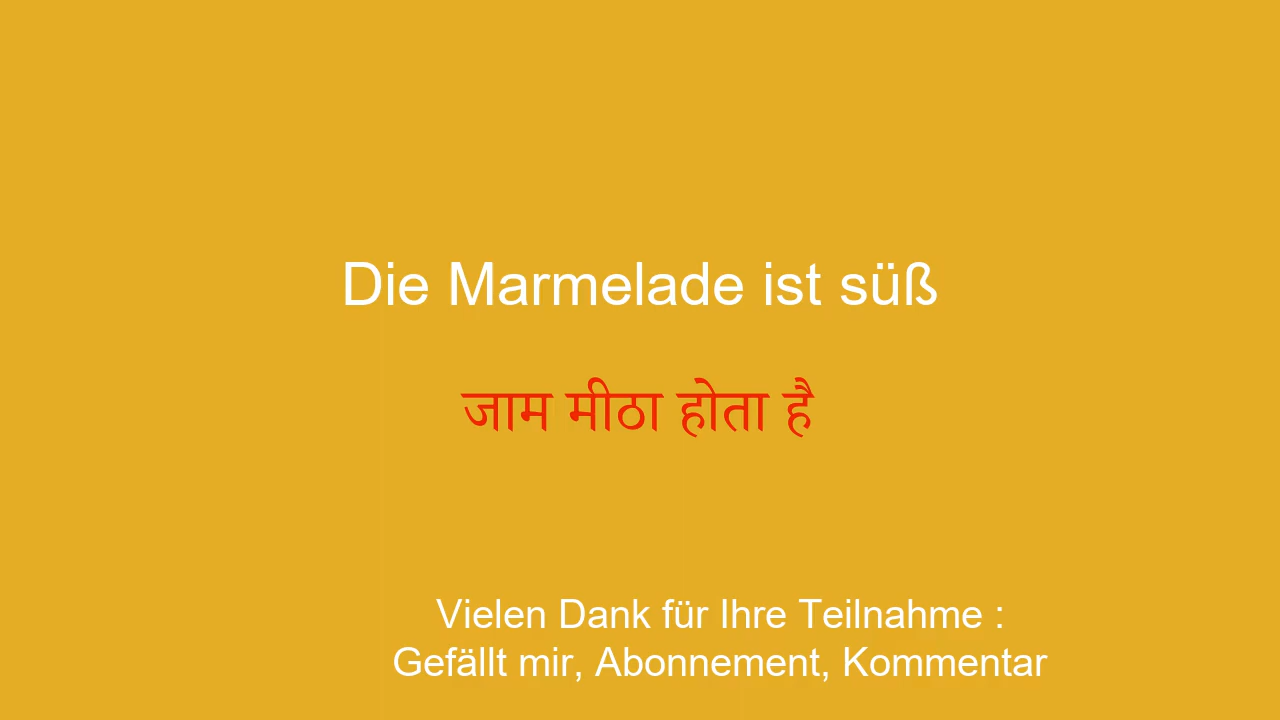 Die Marmelade ist süß
जाम मीठा होता है
Vielen Dank für Ihre Teilnahme :
Gefällt mir, Abonnement, Kommentar